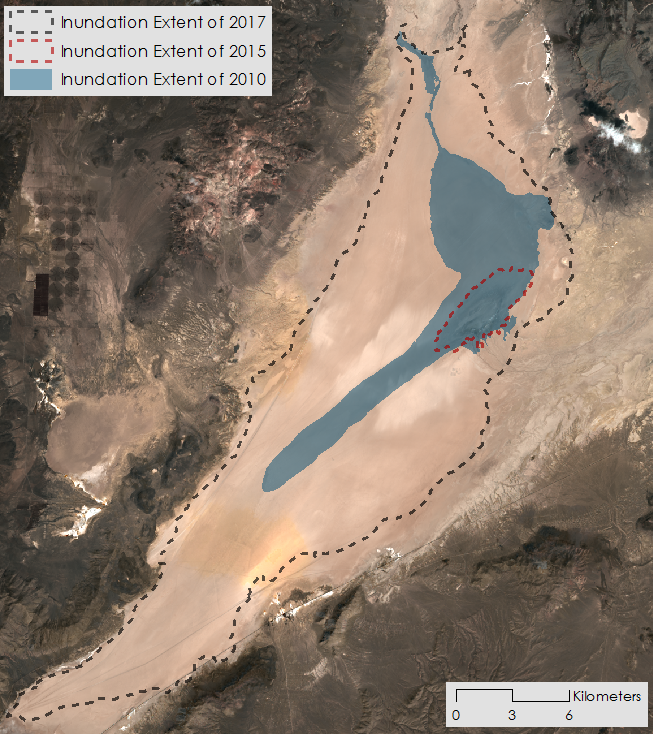 Inundation Extent of 2017
Inundation Extent of 2015
Inundation Extent of 2010
Kilometers
0 3 6